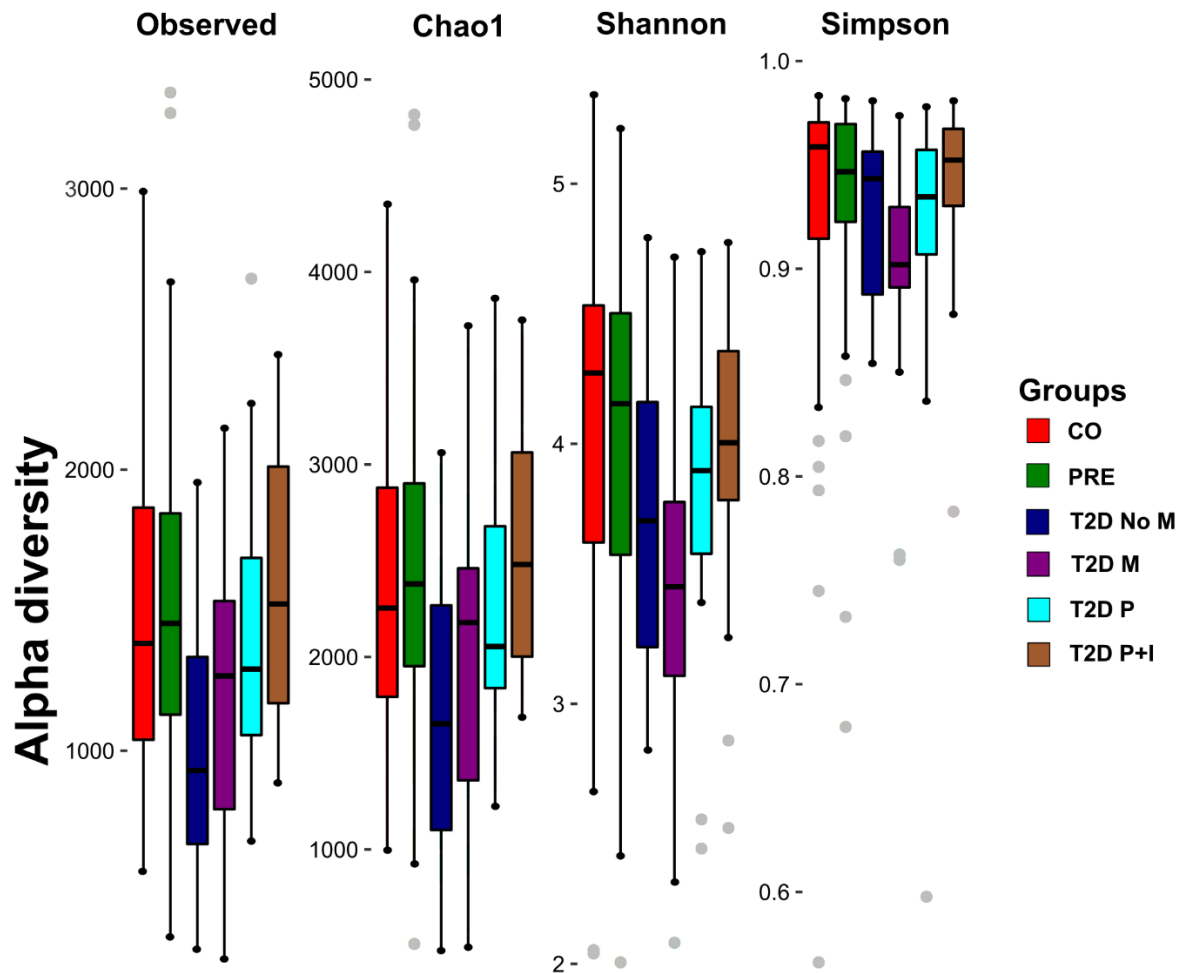 Observed
Chao1
Shannon
Simpson
Alpha diversity
3000
2000
1000
5000
4000
3000
2000
1000
5
4
3
2
1.0
0.9
0.8
0.7
0.6
Groups
CO
PRE
T2D No M
T2D M
T2D P
T2D P+I